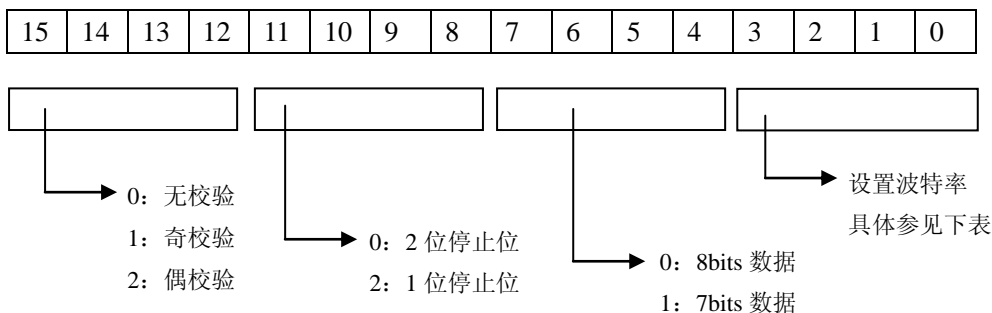 15 14 13 12 11 10 9 8 7 6 5 4 3 2 1 0
0：无校验
1：奇校验
2：偶校验
0：2 位停止位
2：1 位停止位
0：8bits 数据
1：7bits 数据
设置波特率
具体参见下表